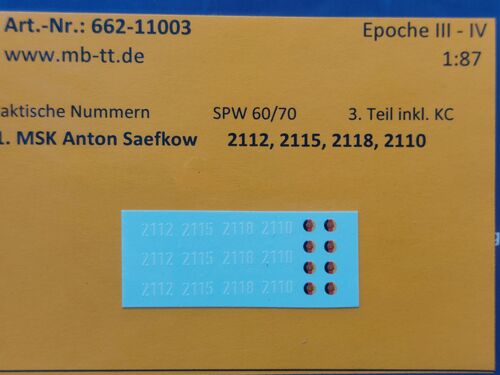 Art.-Nr.: 662-11003 Epoche III - IV
www.mb-tt.de 1:87
aktische Nummern SPW 60/70 3. Teil inkl. KC
1. MSK Anton Saefkow 2112, 2115, 2118, 2110
2112 2115 2118 2110
2112 2115 2118 2110
2112 2115 2118 2110